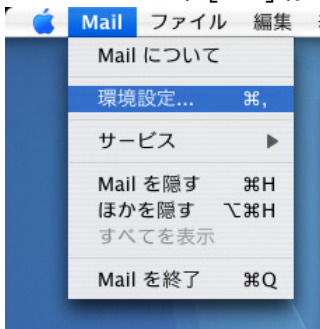 Mail ファイル 編集
Mail について
環境設定... ⌘,
サービス ▶
Mail を隠す ⌘H
ほかを隠す ⌥⌘H
すべてを表示
Mail を終了 ⌘Q